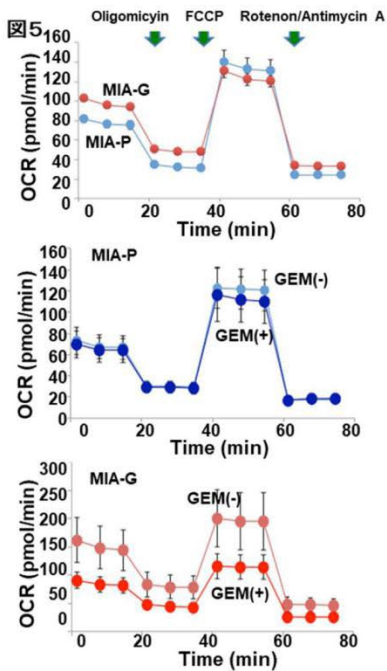 Oligomicyin FCCP Rotenon/Antimycin A
図5
OCR (pmol/min)
160
140
120
100
80
60
40
20
0
MIA-G
MIA-P
0 20 40 60 80
Time (min)
MIA-P
OCR (pmol/min)
160
140
120
100
80
60
40
20
0
GEM(-)
GEM(+)
0 20 40 60 80
Time (min)
MIA-G
OCR (pmol/min)
300
250
200
150
100
50
0
GEM(-)
GEM(+)
0 20 40 60 80
Time (min)